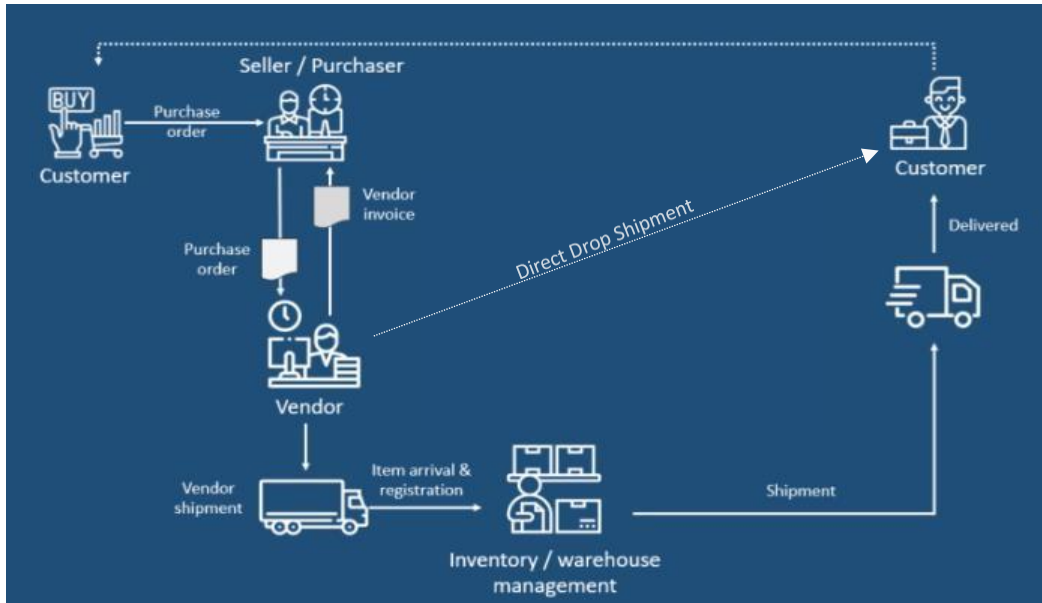 Seller / Purchaser
BUY
Purchase
order
Customer
Customer
Vendor
invoice
Direct Drop Shipment
Delivered
Purchase
order
Vendor
Item arrival &
registration
Vendor
shipment
Shipment
Inventory / warehouse
management